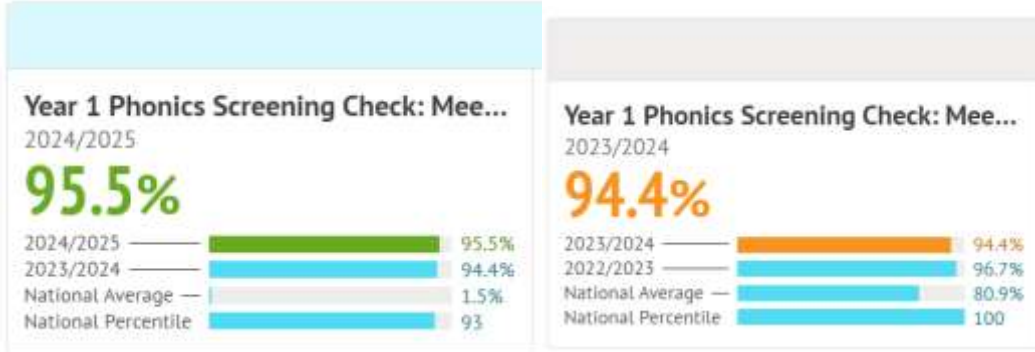 Year 1 Phonics Screening Check: Mee...
2024/2025
95.5%
2024/2025 95.5%
2023/2024 94.4%
National Average 1.5%
National Percentile 93
Year 1 Phonics Screening Check: Mee...
2023/2024
94.4%
2023/2024 94.4%
2022/2023 96.7%
National Average 80.9%
National Percentile 100